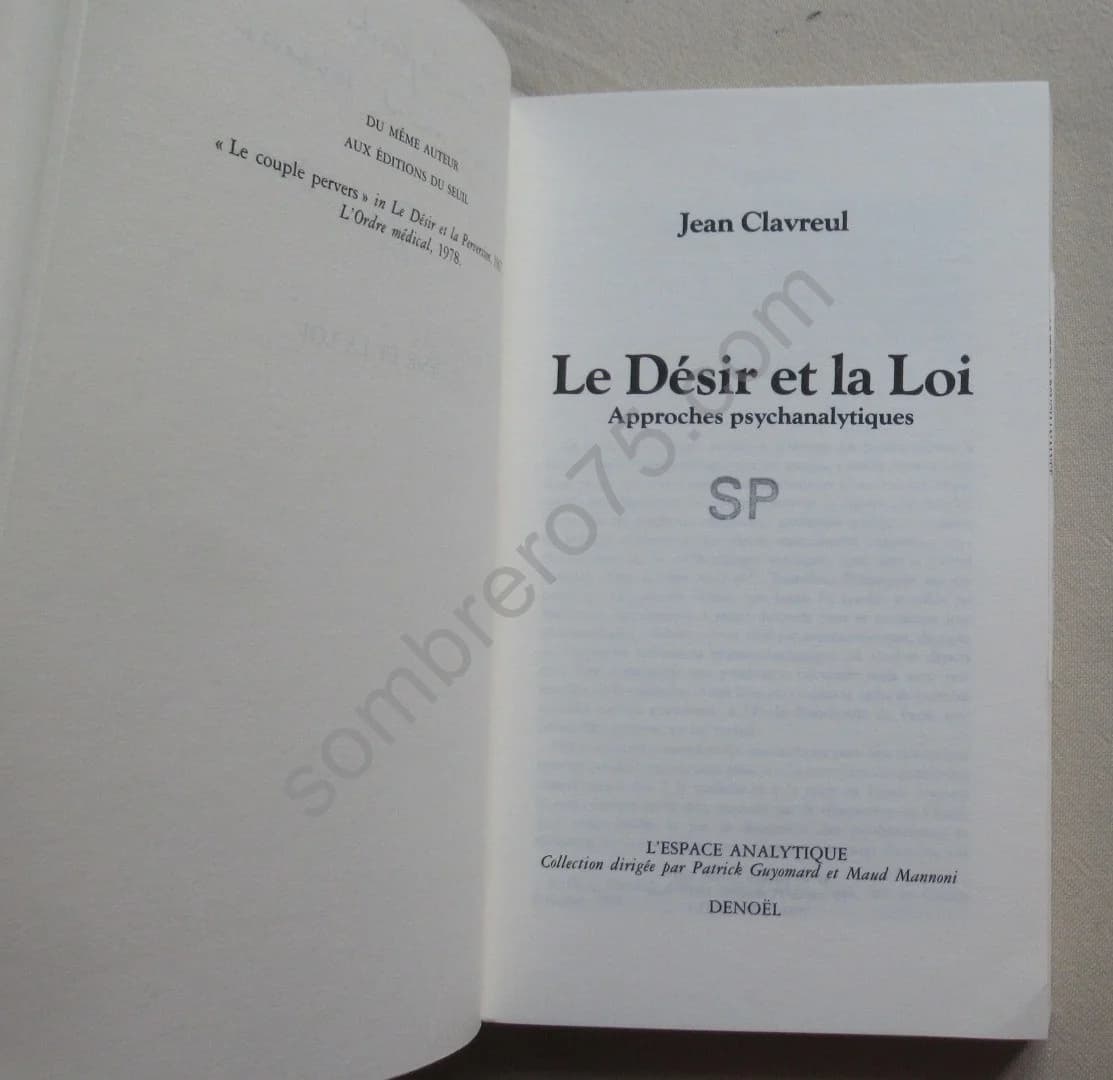 DU MÊME AUTEUR
AUX ÉDITIONS DU SEUIL
« Le couple pervers » in Le Désir et la Perversion,
L'Ordre médical, 1978.
Jean Clavreul
Le Désir et la Loi
Approches psychanalytiques
SP
L'ESPACE ANALYTIQUE
Collection dirigée par Patrick Guyomard et Maud Mannoni
DENOËL
sombrero75.com